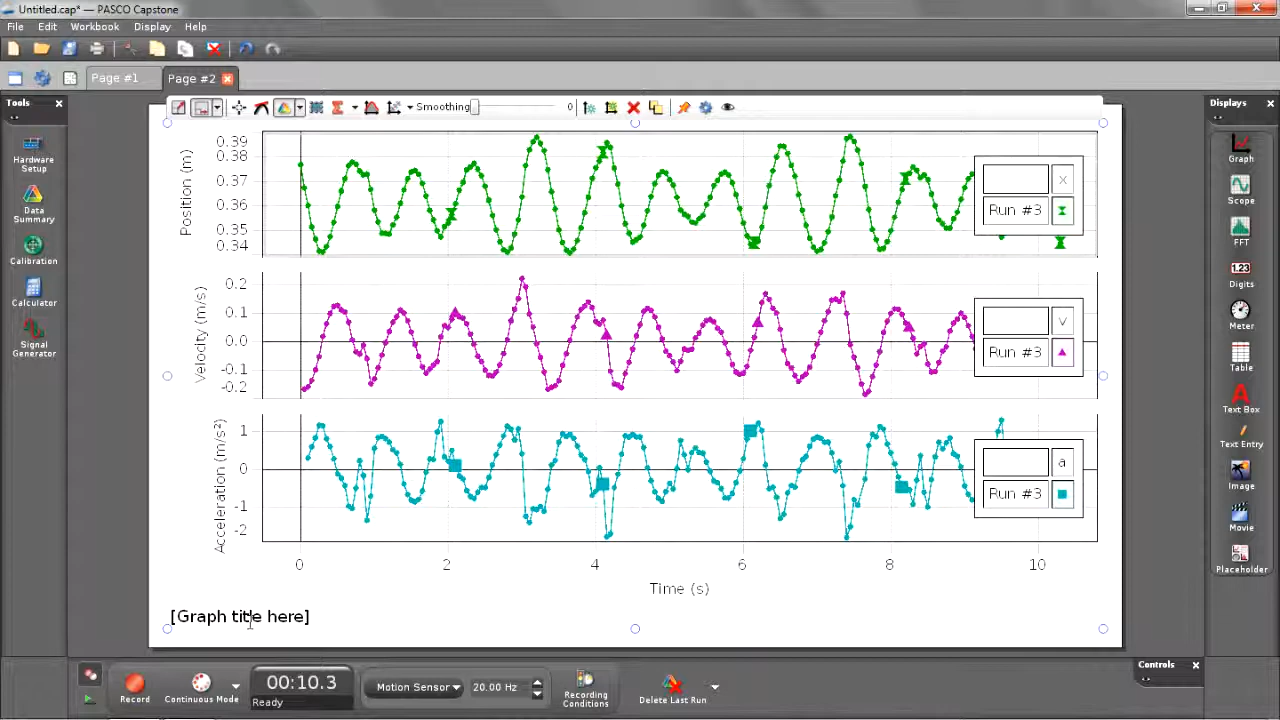 Untitled.cap* — PASCO Capstone
File Edit Workbook Display Help
Page #1 Page #2
Tools
Displays
Smoothing 0
Hardware Setup
Data Summary
Calibration
Calculator
Signal Generator
Position (m)
0.39
0.38
0.37
0.36
0.35
0.34
x
Run #3
Velocity (m/s)
0.2
0.1
0.0
-0.1
-0.2
v
Run #3
Acceleration (m/s²)
1
0
-1
-2
a
Run #3
0 2 4 6 8 10
Time (s)
[Graph title here]
Graph
Scope
FFT
1.23
Digits
Meter
Table
A
Text Box
Text Entry
Image
Movie
Placeholder
Controls
Record
Continuous Mode
00:10.3
Ready
Motion Sensor
20.00 Hz
Recording Conditions
Delete Last Run